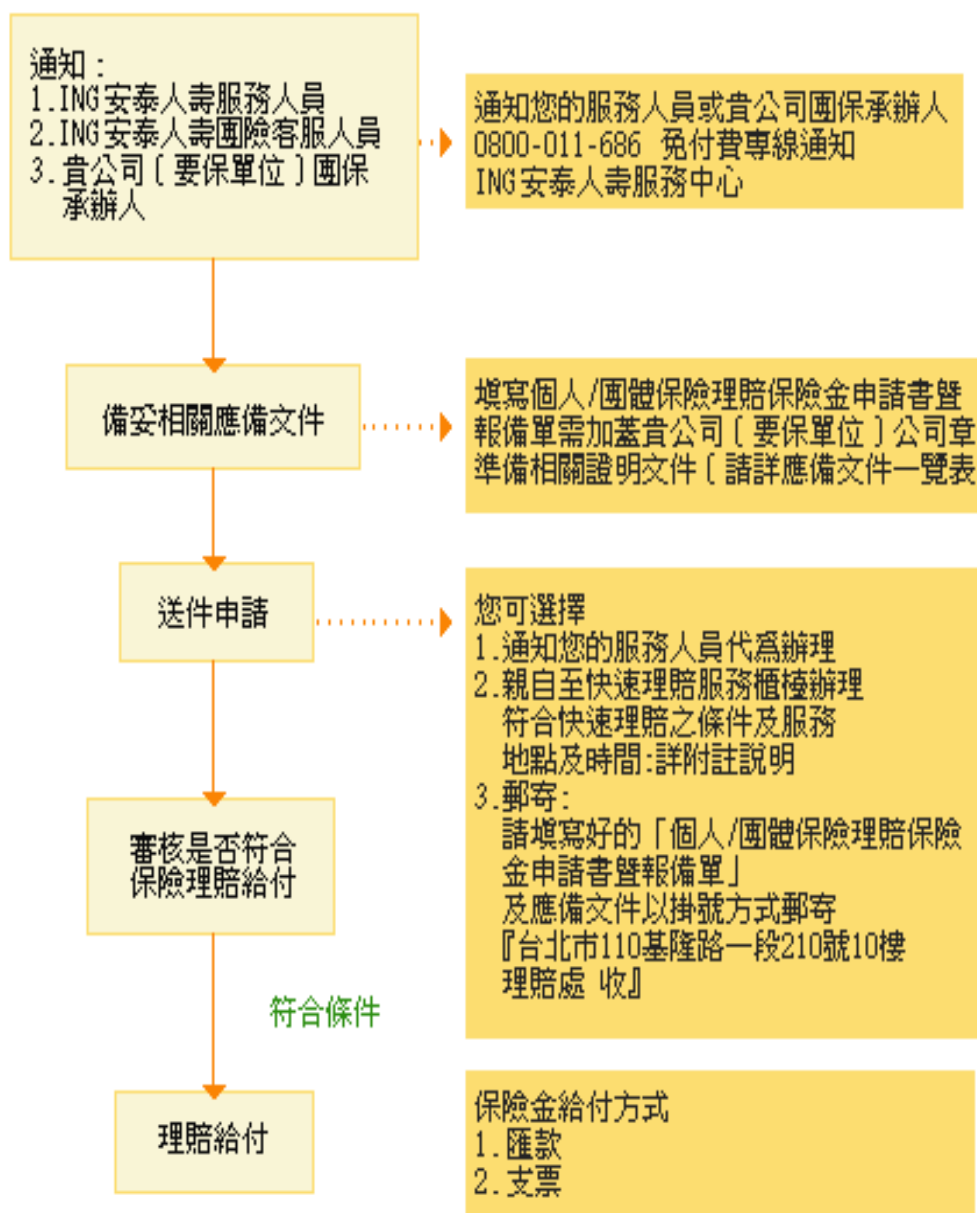 通知：
1.ING安泰人壽服務人員
2.ING安泰人壽團險客服人員
3.貴公司〔要保單位〕團保
承辦人
通知您的服務人員或貴公司團保承辦人
0800-011-686 免付費專線通知
ING安泰人壽服務中心
備妥相關應備文件
填寫個人/團體保險理賠保險金申請書暨
報備單需加蓋貴公司〔要保單位〕公司章
準備相關證明文件〔請詳應備文件一覽表
送件申請
您可選擇
1.通知您的服務人員代為辦理
2.親自至快速理賠服務櫃檯辦理
符合快速理賠之條件及服務
地點及時間:詳附註說明
3.郵寄:
請填寫好的「個人/團體保險理賠保險
金申請書暨報備單」
及應備文件以掛號方式郵寄
『台北市110基隆路一段210號10樓
理賠處 收』
審核是否符合
保險理賠給付
符合條件
理賠給付
保險金給付方式
1.匯款
2.支票